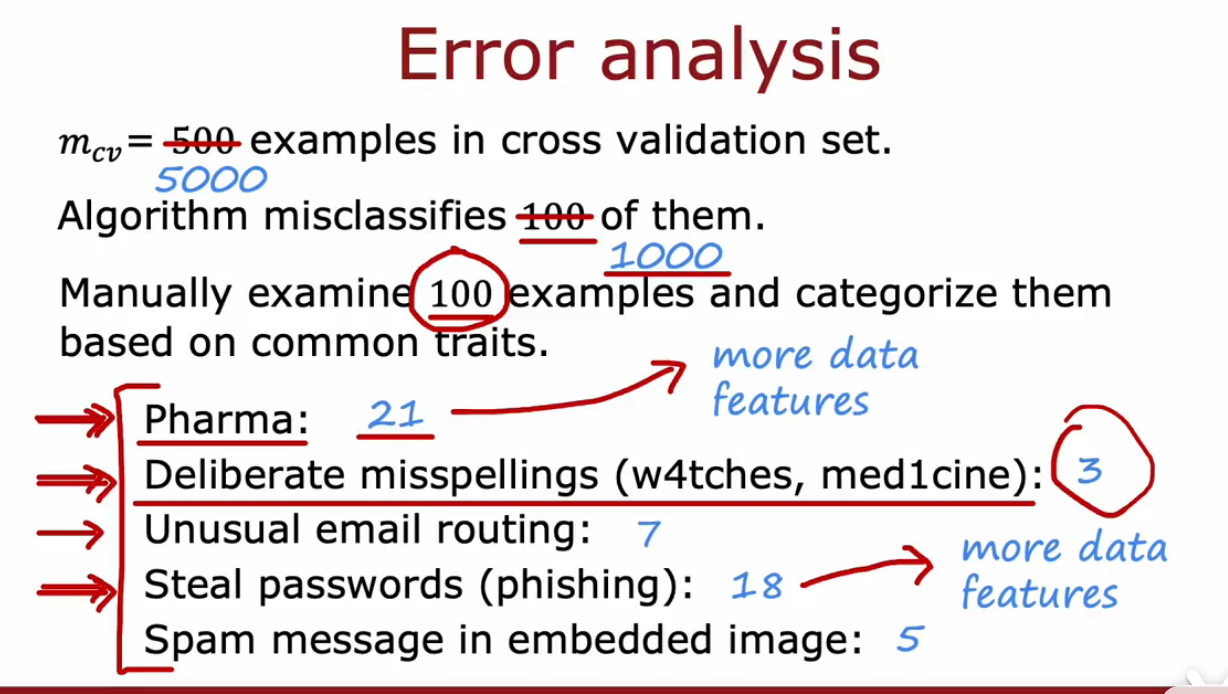 Error analysis
m_cv = 500 examples in cross validation set.
5000
Algorithm misclassifies 100 of them.
1000
Manually examine 100 examples and categorize them
based on common traits.
more data
features
Pharma: 21
Deliberate misspellings (w4tches, med1cine): 3
Unusual email routing: 7
more data
features
Steal passwords (phishing): 18
Spam message in embedded image: 5